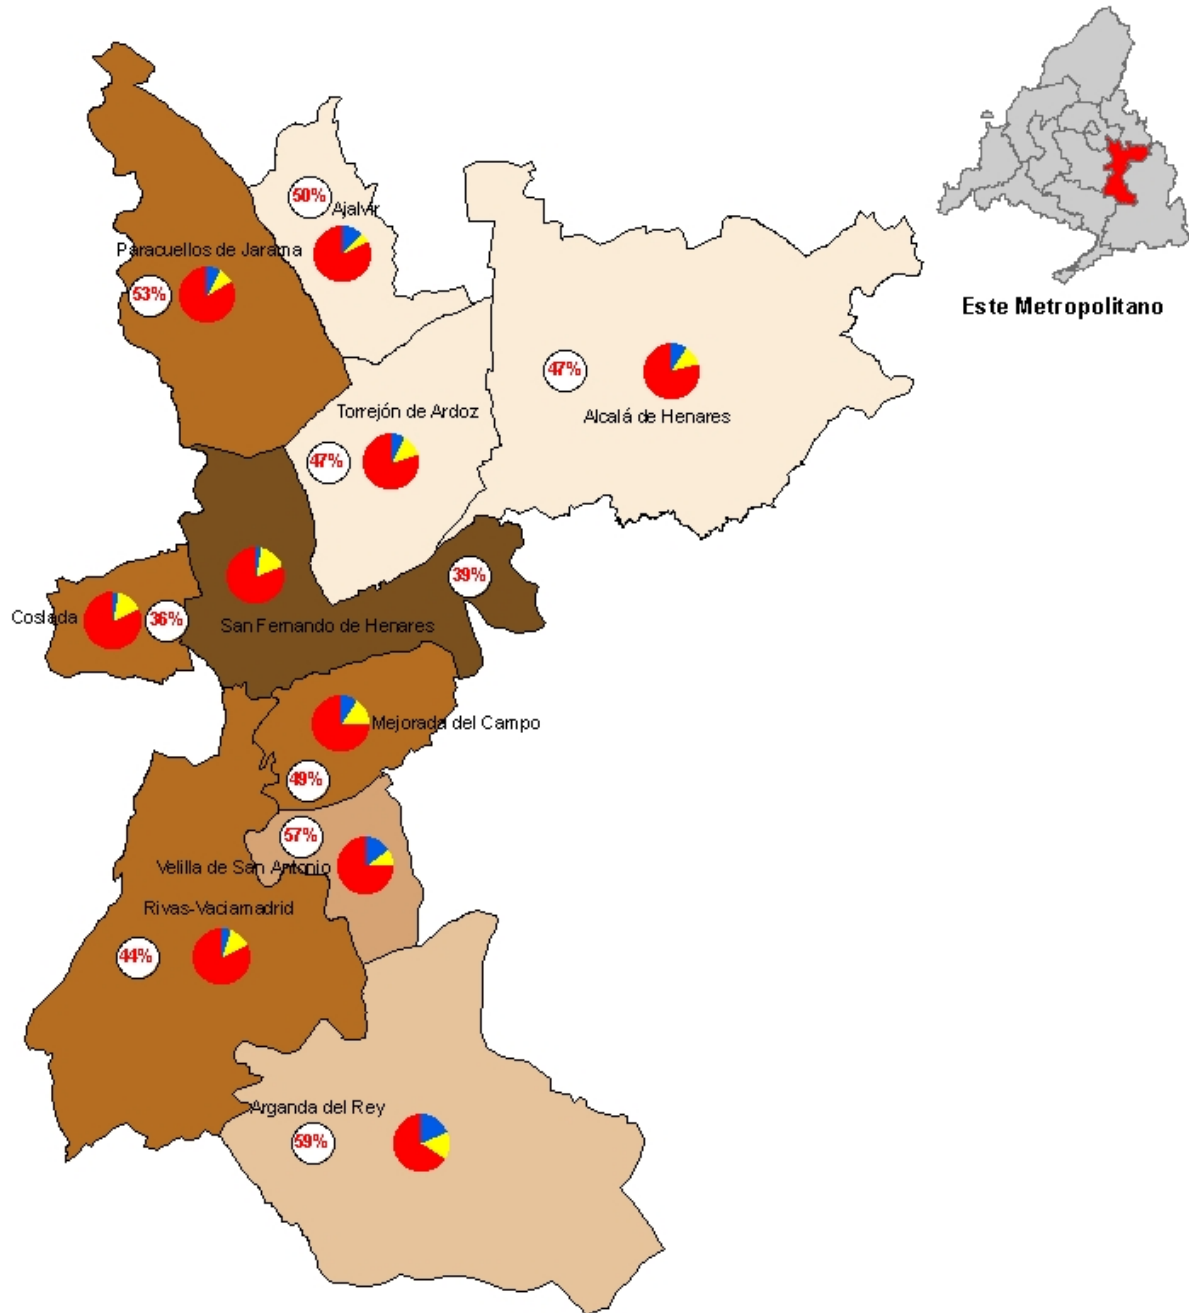 50%
Ajalvir
Paracuellos de Jarama
53%
Este Metropolitano
47%
Alcalá de Henares
Torrejón de Ardoz
47%
39%
Coslada
36%
San Fernando de Henares
Mejorada del Campo
49%
57%
Velilla de San Antonio
Rivas-Vaciamadrid
44%
Arganda del Rey
59%